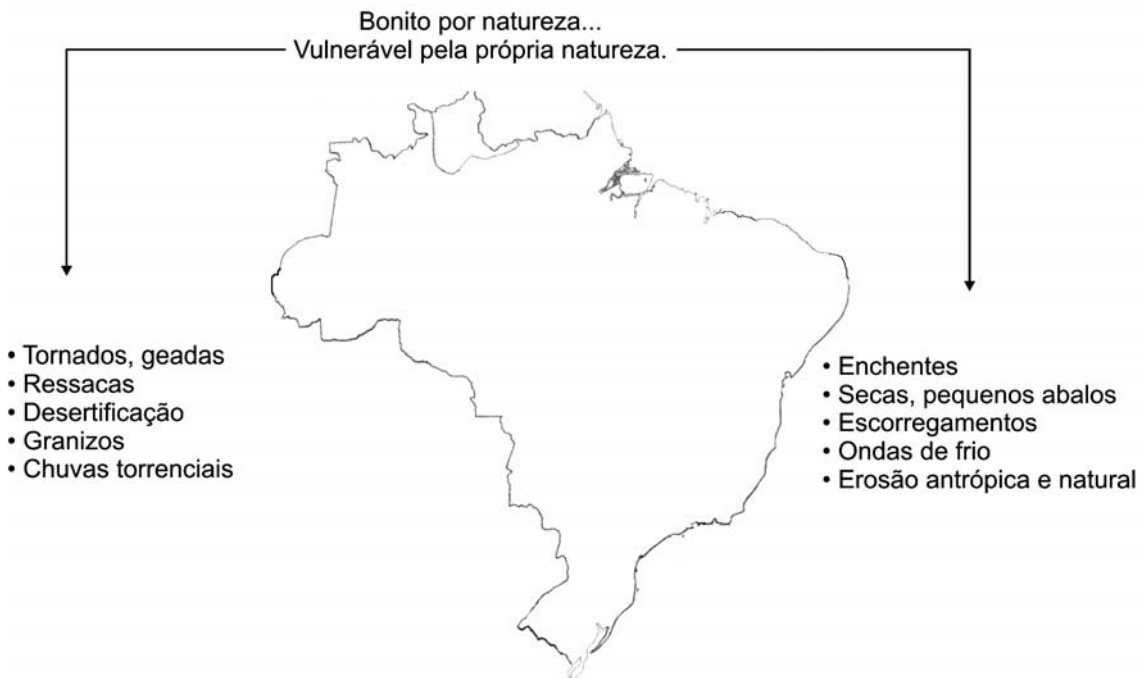 Bonito por natureza...
Vulnerável pela própria natureza.
• Tornados, geadas
• Ressacas
• Desertificação
• Granizos
• Chuvas torrenciais
• Enchentes
• Secas, pequenos abalos
• Escorregamentos
• Ondas de frio
• Erosão antrópica e natural